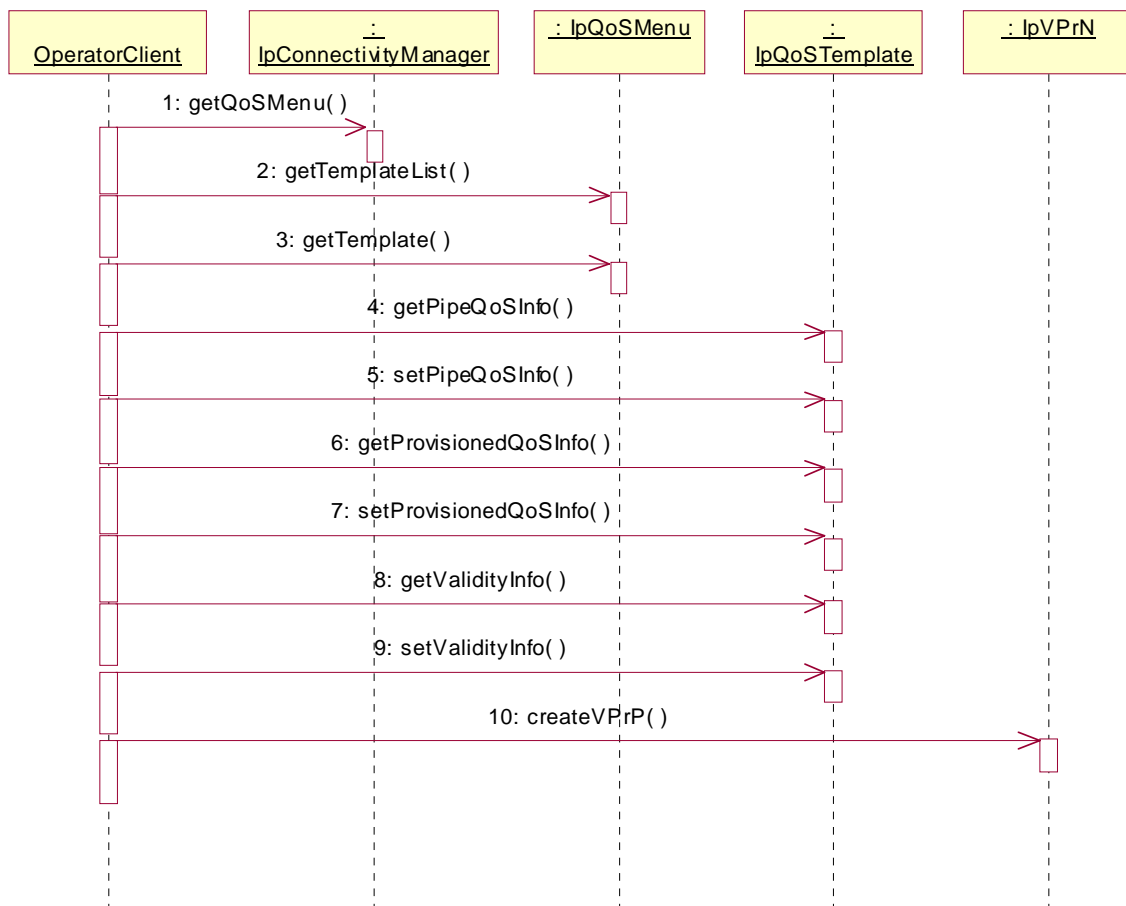 OperatorClient
:
IpConnectivityManager
: IpQoSMenu
:
IpQoSTemplate
: IpVPrN
1: getQoSMenu( )
2: getTemplateList( )
3: getTemplate( )
4: getPipeQoSInfo( )
5: setPipeQoSInfo( )
6: getProvisionedQoSInfo( )
7: setProvisionedQoSInfo( )
8: getValidityInfo( )
9: setValidityInfo( )
10: createVPrP( )